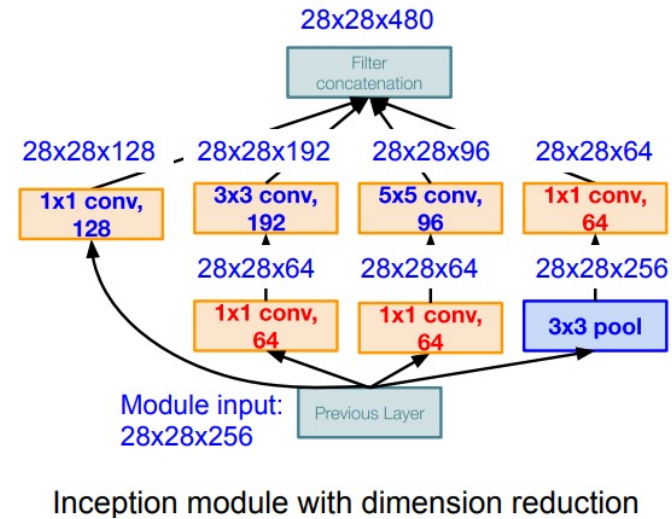 28x28x480
Filter
concatenation
28x28x128
28x28x192
28x28x96
28x28x64
1x1 conv,
128
3x3 conv,
192
5x5 conv,
96
1x1 conv,
64
28x28x64
28x28x64
28x28x256
1x1 conv,
64
1x1 conv,
64
3x3 pool
Module input:
28x28x256
Previous Layer
Inception module with dimension reduction